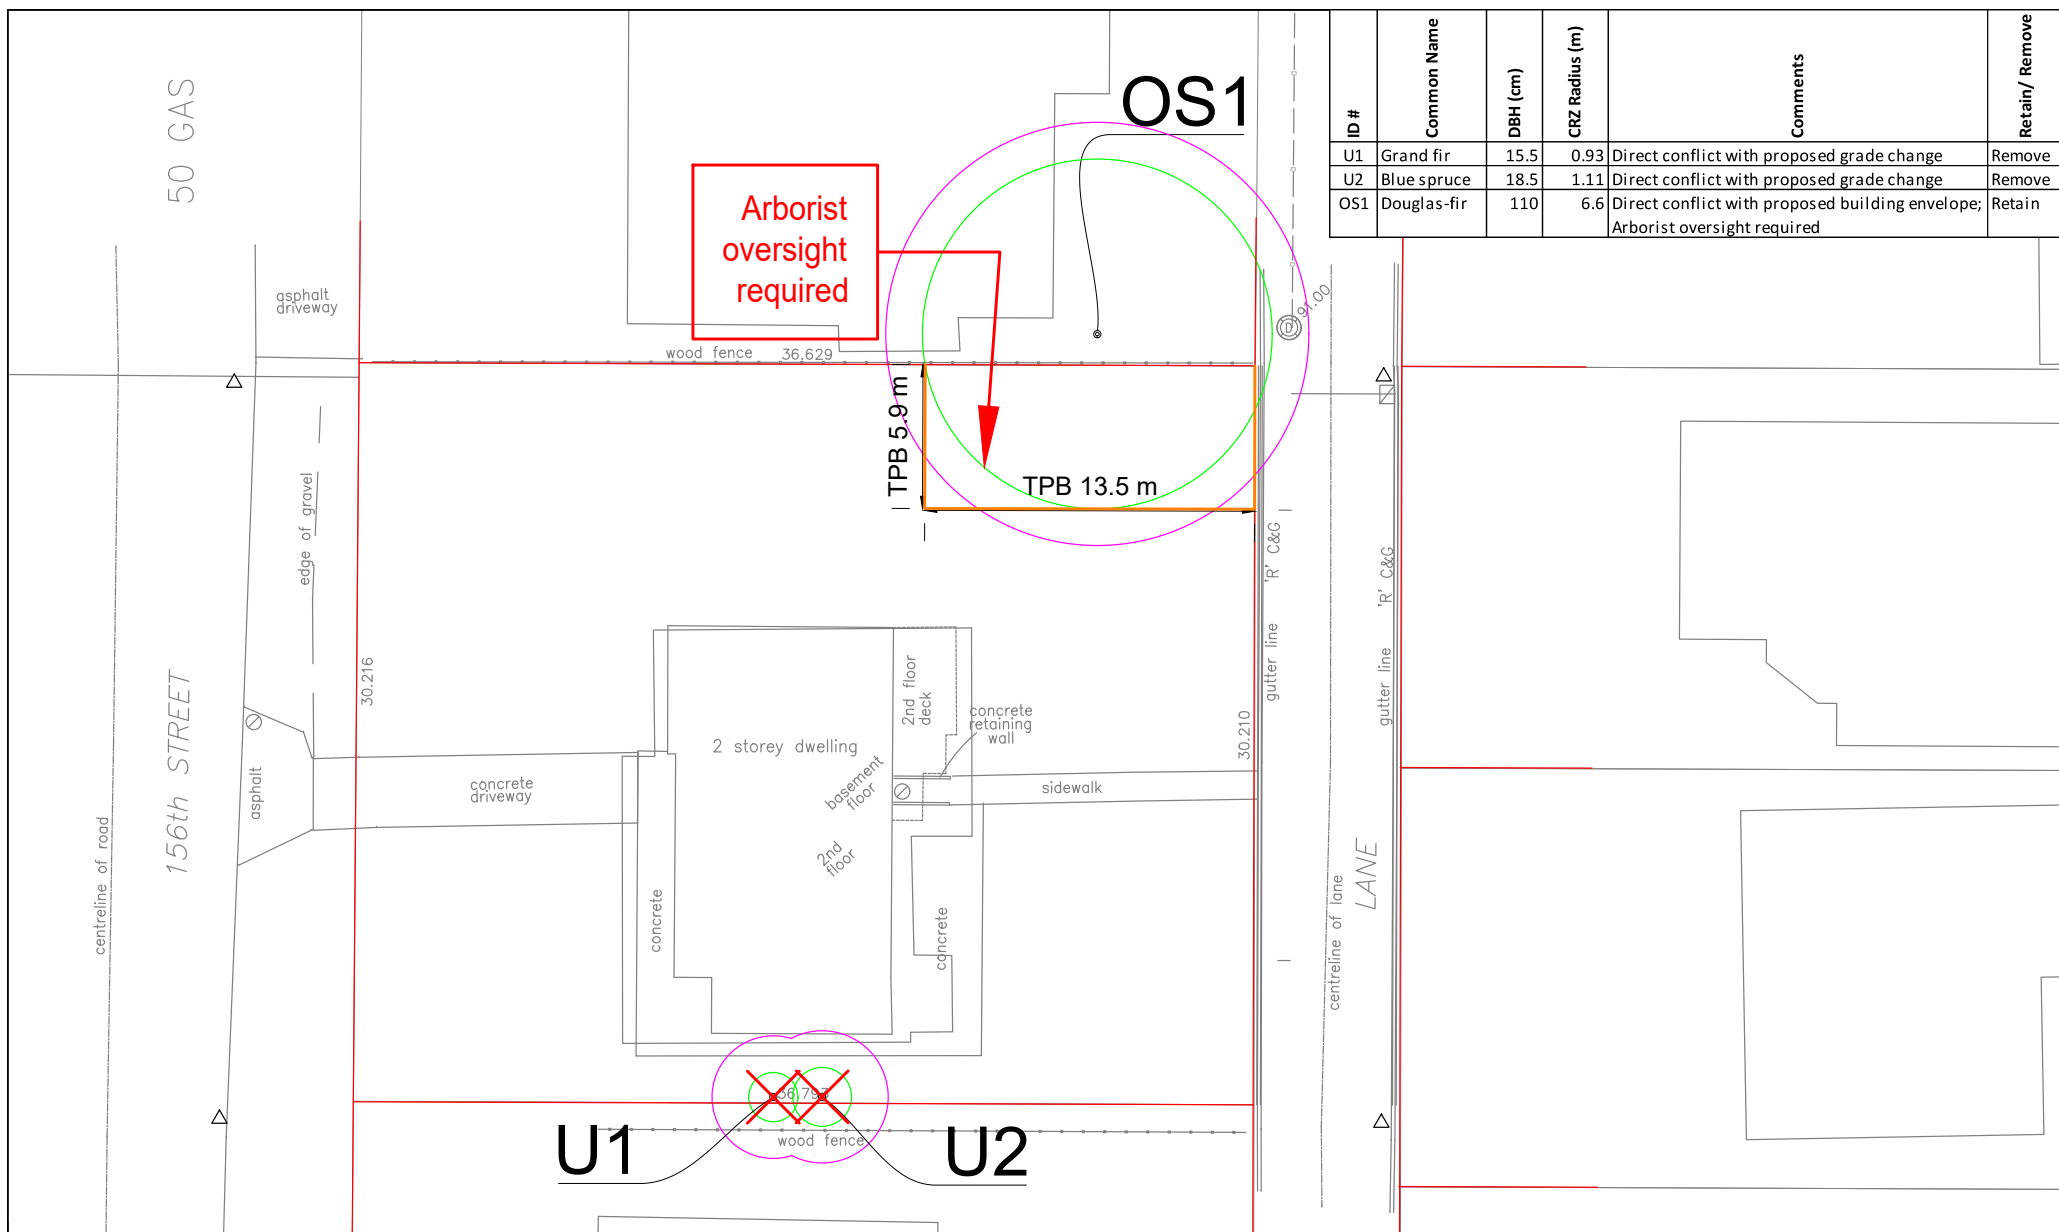 ID #
Common Name
DBH (cm)
CRZ Radius (m)
Comments
Retain/ Remove
U1 Grand fir 15.5 0.93 Direct conflict with proposed grade change Remove
U2 Blue spruce 18.5 1.11 Direct conflict with proposed grade change Remove
OS1 Douglas-fir 110 6.6 Direct conflict with proposed building envelope; Retain
Arborist oversight required
50 GAS
OS1
Arborist
oversight
required
asphalt
driveway
91.00
D
wood fence 36.629
TPB 5.9 m
TPB 13.5 m
edge of gravel
gutter line 'R' C&G
gutter line 'R' C&G
30.216
156th STREET
2nd floor
deck
concrete
retaining
wall
30.210
2 storey dwelling
basement
floor
asphalt
concrete
driveway
sidewalk
2nd
floor
centreline of road
concrete
concrete
centreline of lane
LANE
wood fence
U1
U2